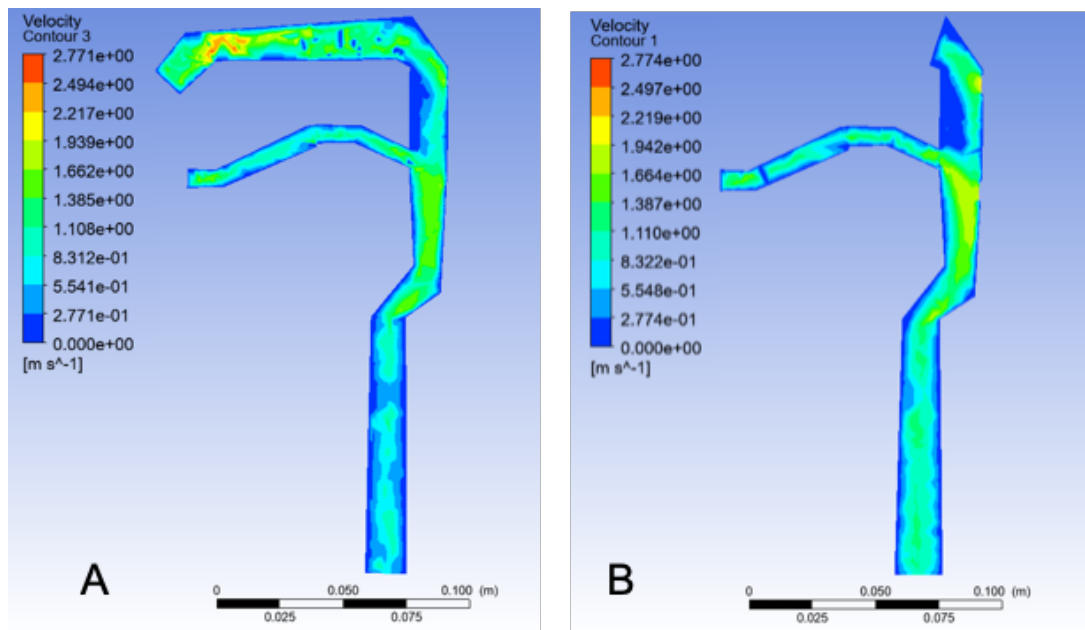 Velocity
Contour 3
2.771e+00
2.494e+00
2.217e+00
1.939e+00
1.662e+00
1.385e+00
1.108e+00
8.312e-01
5.541e-01
2.771e-01
0.000e+00
[m s^-1]
A
0 0.050 0.100 (m)
0.025 0.075
Velocity
Contour 1
2.774e+00
2.497e+00
2.219e+00
1.942e+00
1.664e+00
1.387e+00
1.110e+00
8.322e-01
5.548e-01
2.774e-01
0.000e+00
[m s^-1]
B
0 0.050 0.100 (m)
0.025 0.075